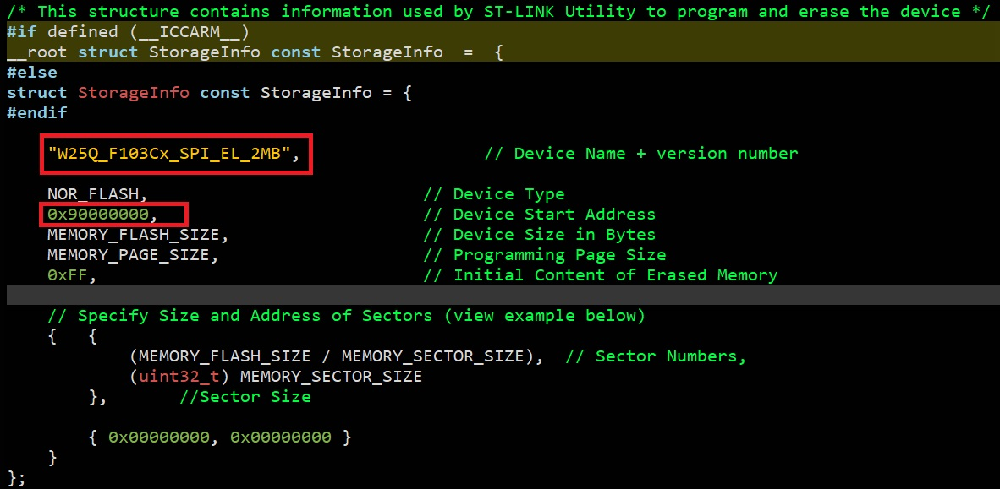 /* This structure contains information used by ST-LINK Utility to program and erase the device */
#if defined (__ICCARM__)
__root struct StorageInfo const StorageInfo  =  {
#else
struct StorageInfo const StorageInfo = {
#endif
"W25Q_F103Cx_SPI_EL_2MB", // Device Name + version number
NOR_FLASH, // Device Type
0x90000000, // Device Start Address
MEMORY_FLASH_SIZE, // Device Size in Bytes
MEMORY_PAGE_SIZE, // Programming Page Size
0xFF, // Initial Content of Erased Memory
// Specify Size and Address of Sectors (view example below)
{   {
(MEMORY_FLASH_SIZE / MEMORY_SECTOR_SIZE),  // Sector Numbers,
(uint32_t) MEMORY_SECTOR_SIZE
}, //Sector Size
{ 0x00000000, 0x00000000 }
}
};